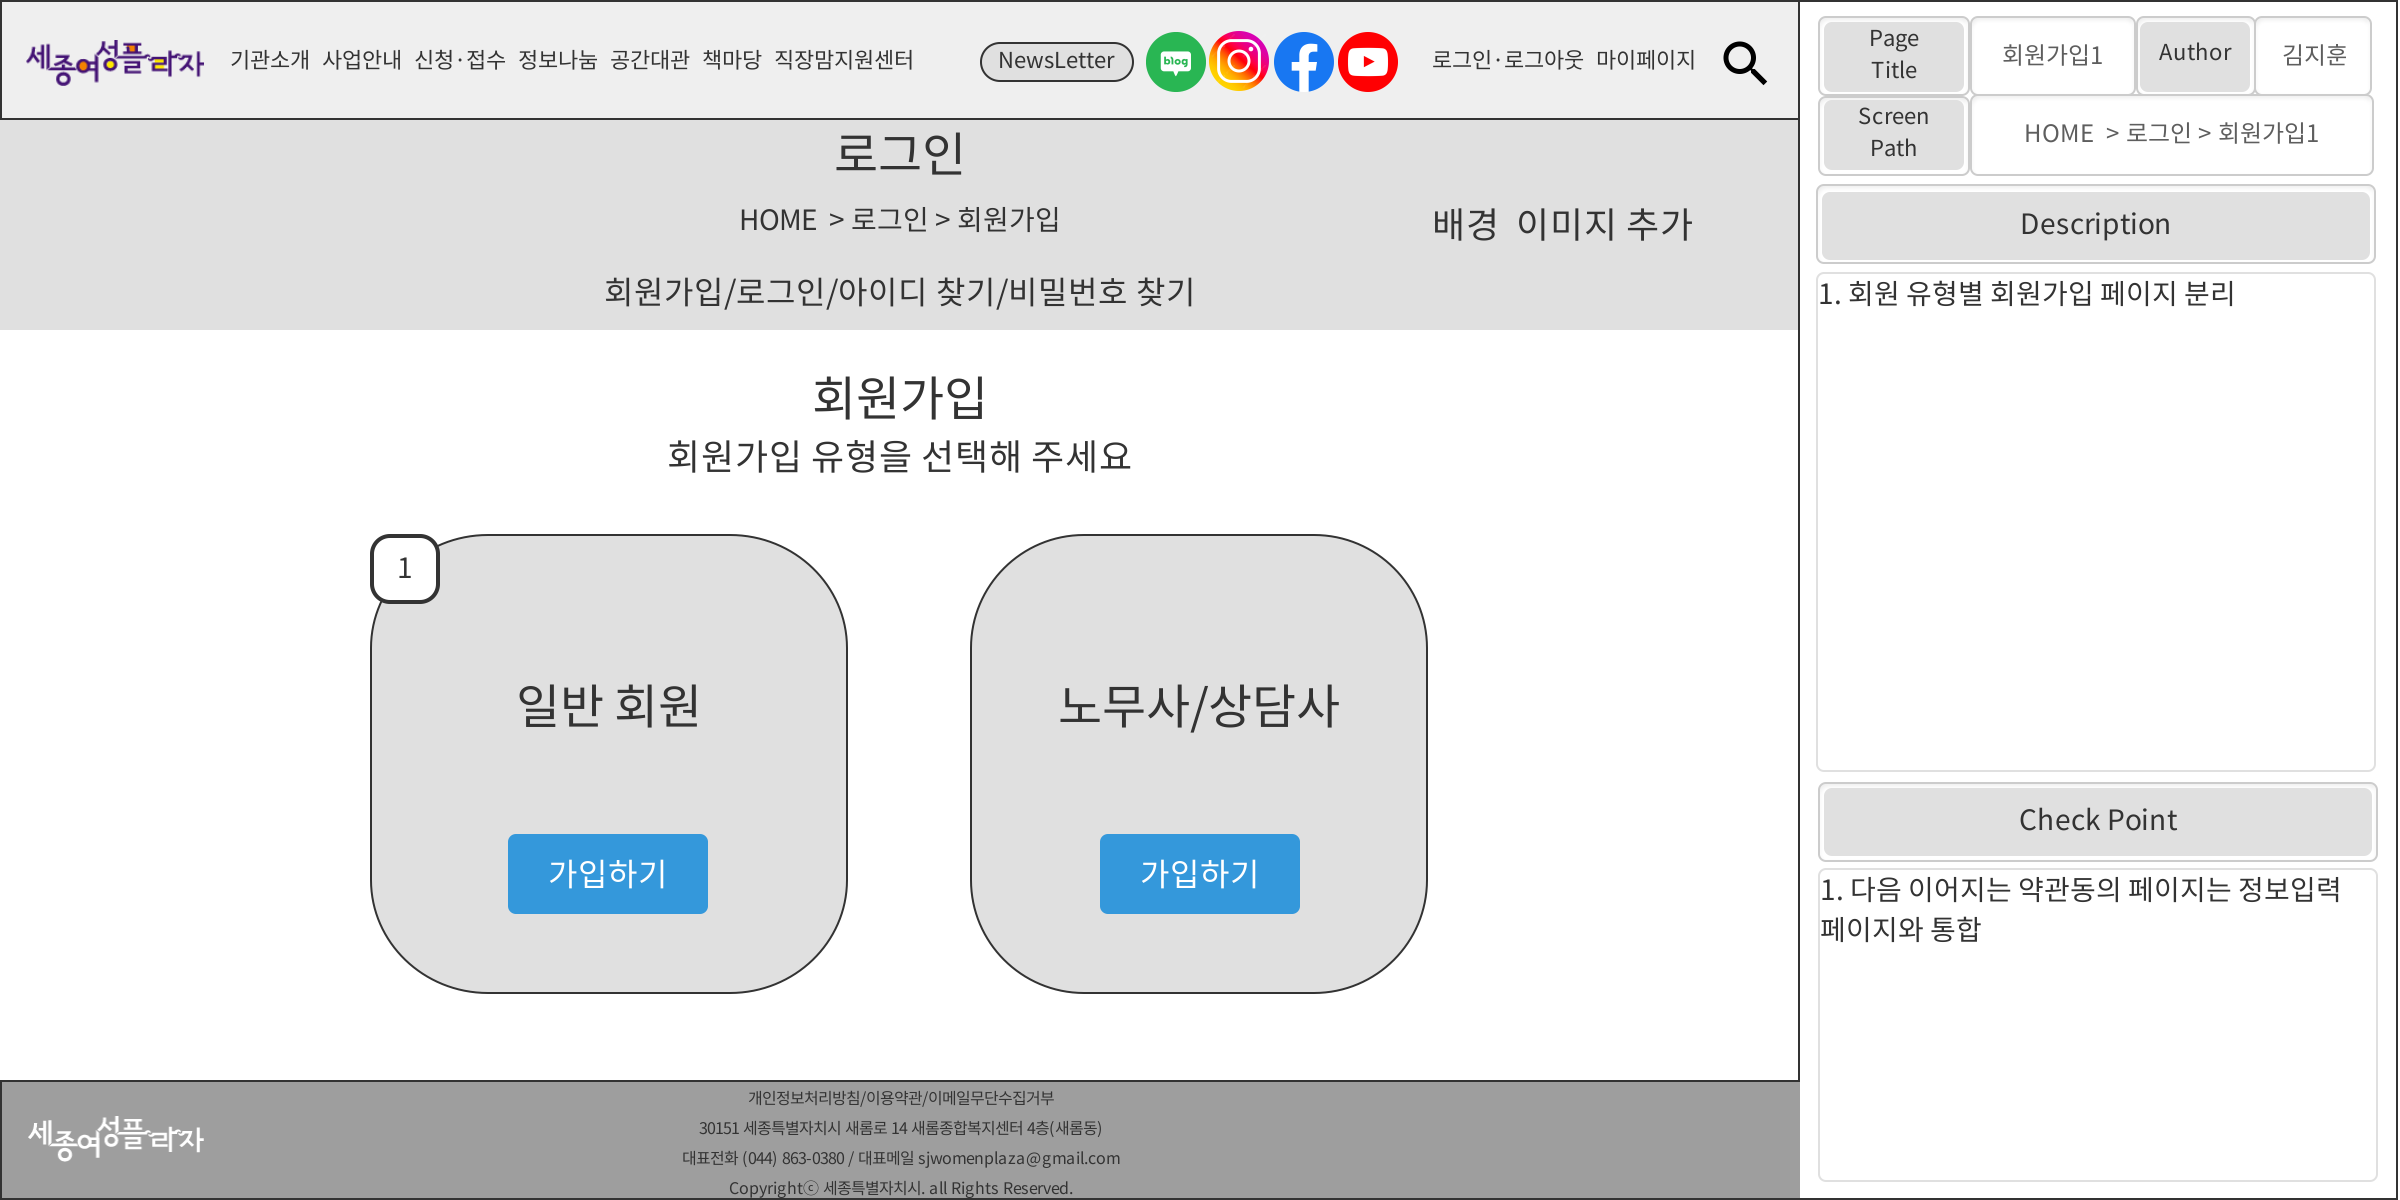 세종여성플라자
기관소개 사업안내 신청·접수 정보나눔 공간대관 책마당 직장맘지원센터
NewsLetter
blog
로그인·로그아웃 마이페이지
로그인
HOME > 로그인 > 회원가입
배경 이미지 추가
회원가입/로그인/아이디 찾기/비밀번호 찾기
회원가입
회원가입 유형을 선택해 주세요
1
일반 회원
가입하기
노무사/상담사
가입하기
세종여성플라자
개인정보처리방침/이용약관/이메일무단수집거부
30151 세종특별자치시 새롬로 14 새롬종합복지센터 4층(새롬동)
대표전화 (044) 863-0380 / 대표메일 sjwomenplaza@gmail.com
Copyrightⓒ 세종특별자치시. all Rights Reserved.
Page
Title
회원가입1
Author
김지훈
Screen
Path
HOME > 로그인 > 회원가입1
Description
1. 회원 유형별 회원가입 페이지 분리
Check Point
1. 다음 이어지는 약관동의 페이지는 정보입력
페이지와 통합